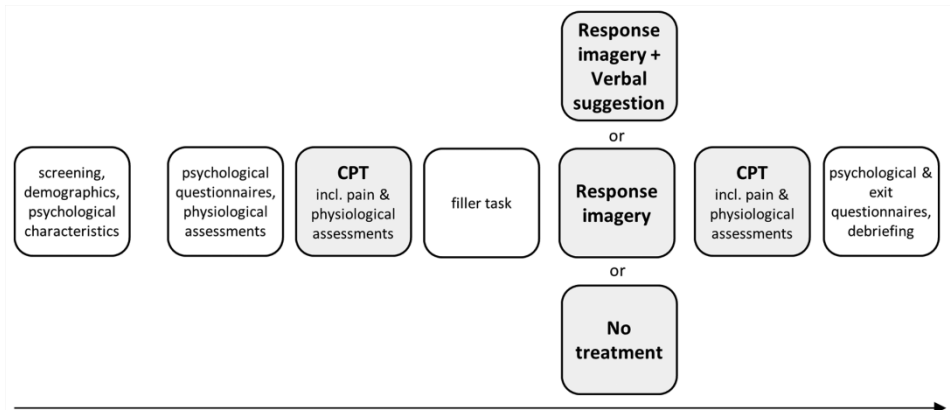 screening,
demographics,
psychological
characteristics
psychological
questionnaires,
physiological
assessments
CPT
incl. pain &
physiological
assessments
filler task
Response
imagery +
Verbal
suggestion
or
Response
imagery
or
No
treatment
CPT
incl. pain &
physiological
assessments
psychological &
exit
questionnaires,
debriefing